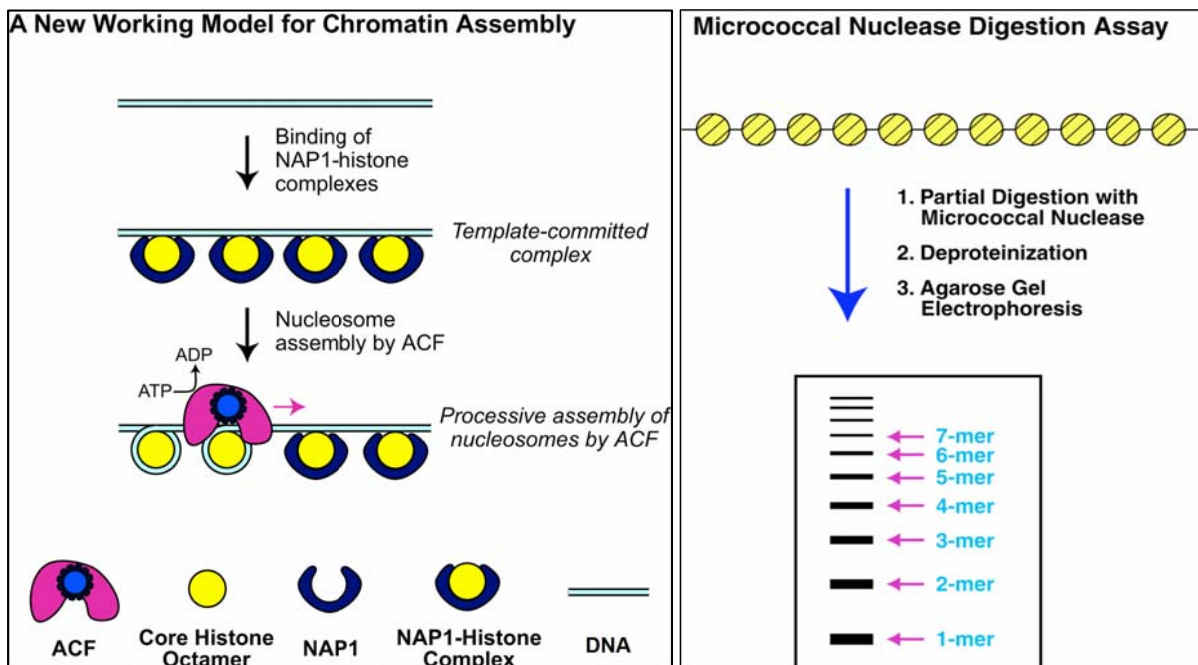 A New Working Model for Chromatin Assembly
Binding of
NAP1-histone
complexes
Template-committed
complex
Nucleosome
assembly by ACF
ADP
ATP
Processive assembly of
nucleosomes by ACF
ACF
Core Histone
Octamer
NAP1
NAP1-Histone
Complex
DNA
Micrococcal Nuclease Digestion Assay
1. Partial Digestion with
Micrococcal Nuclease
2. Deproteinization
3. Agarose Gel
Electrophoresis
7-mer
6-mer
5-mer
4-mer
3-mer
2-mer
1-mer